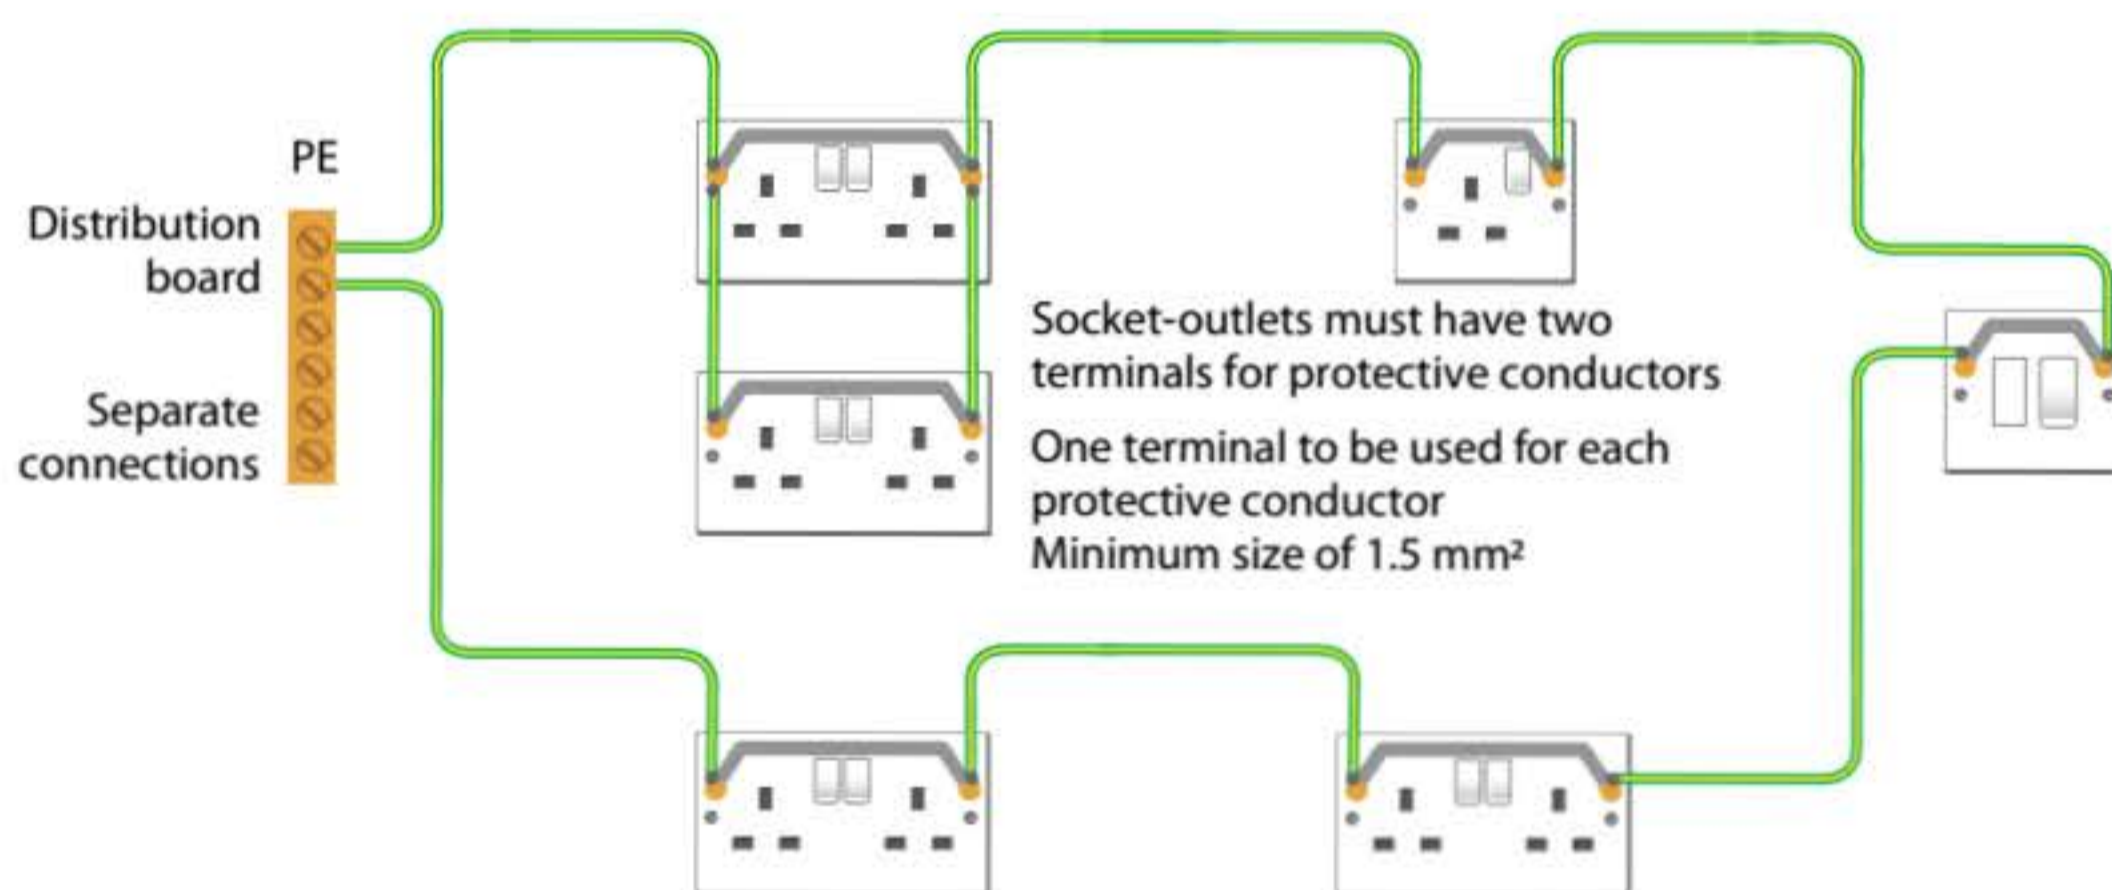 PE
Distribution
board
Separate
connections
Socket-outlets must have two
terminals for protective conductors
One terminal to be used for each
protective conductor
Minimum size of 1.5 mm²